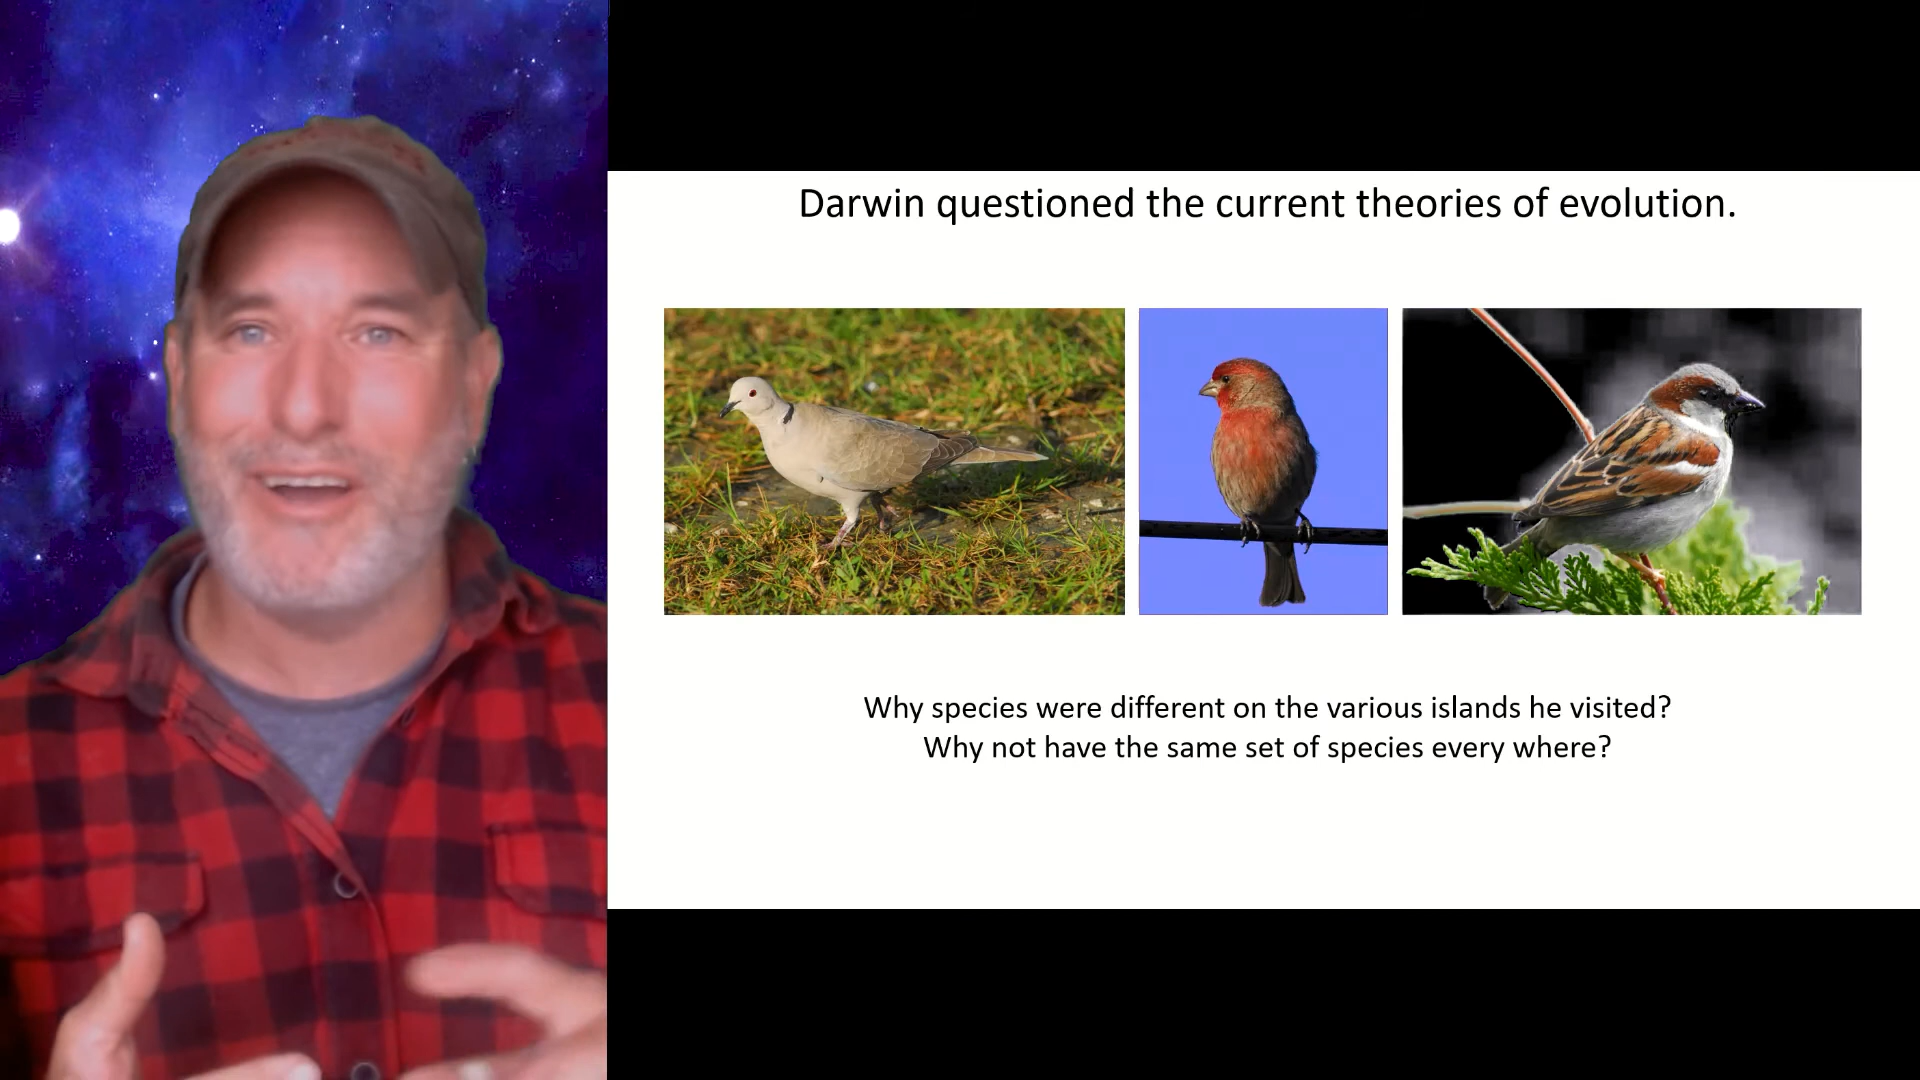 Darwin questioned the current theories of evolution.
Why species were different on the various islands he visited?
Why not have the same set of species every where?